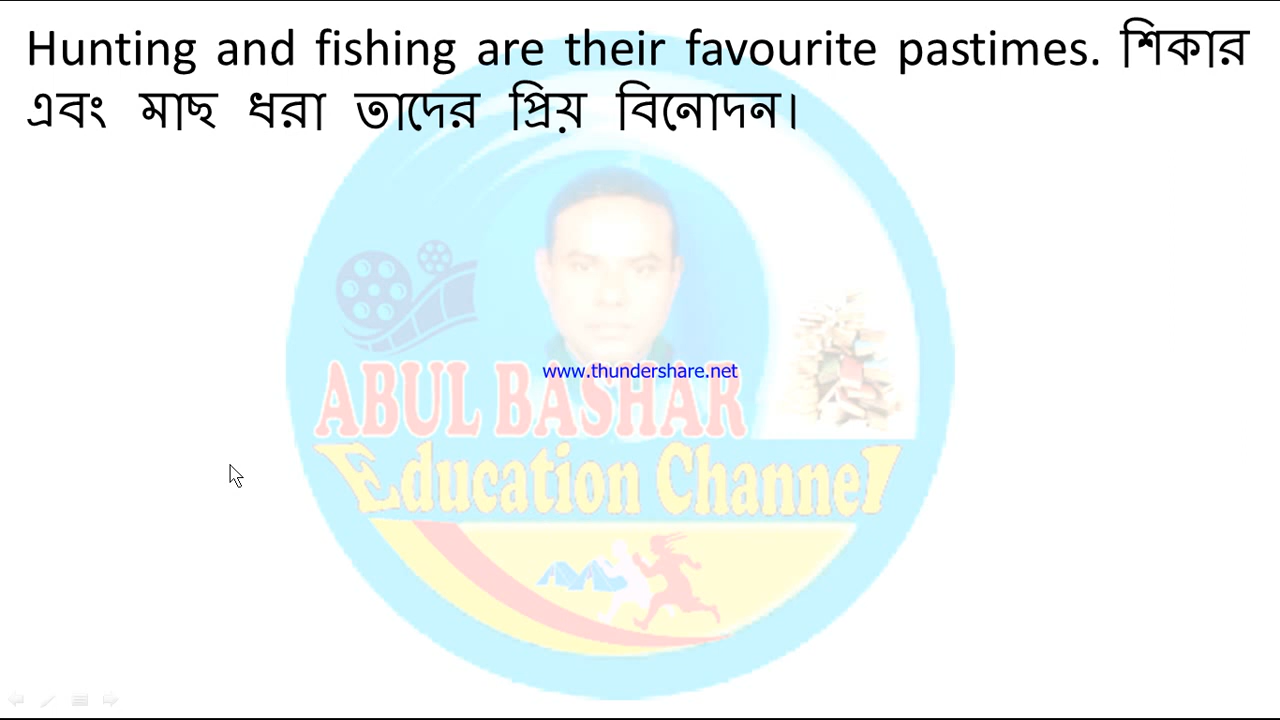 Hunting and fishing are their favourite pastimes. শিকার
এবং মাছ ধরা তাদের প্রিয় বিনোদন।
www.thundershare.net
ABUL BASHAR
Education Channel